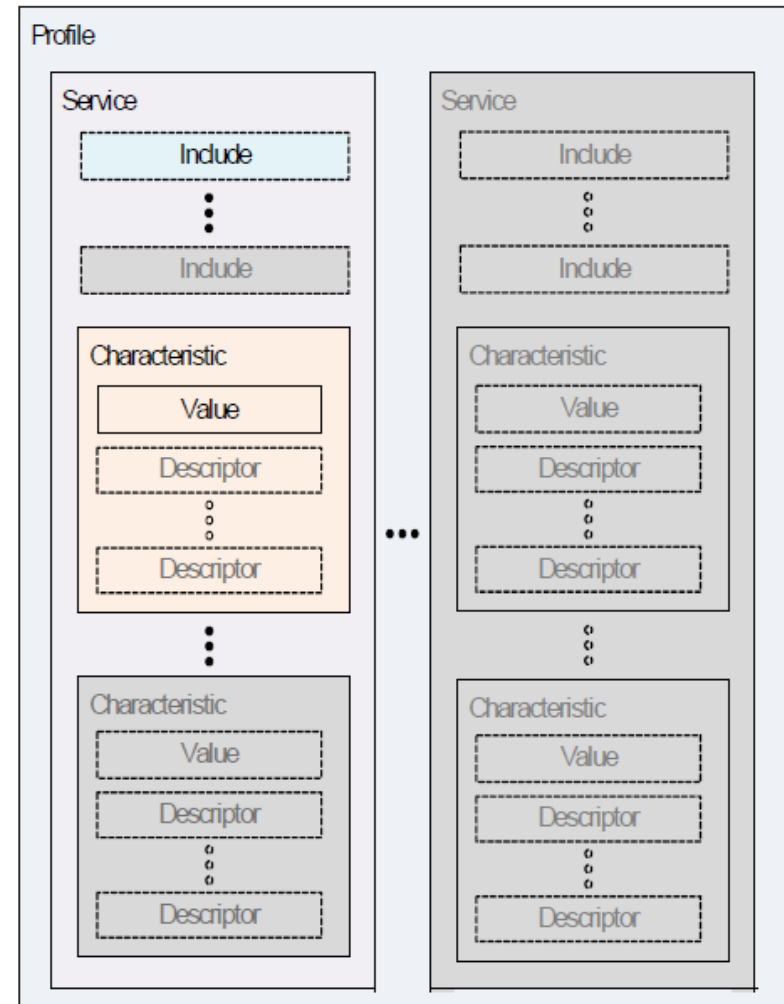 Profile
Service
Include
Include
Characteristic
Value
Descriptor
Descriptor
Characteristic
Value
Descriptor
Descriptor
Service
Include
Include
Characteristic
Value
Descriptor
Descriptor
Characteristic
Value
Descriptor
Descriptor